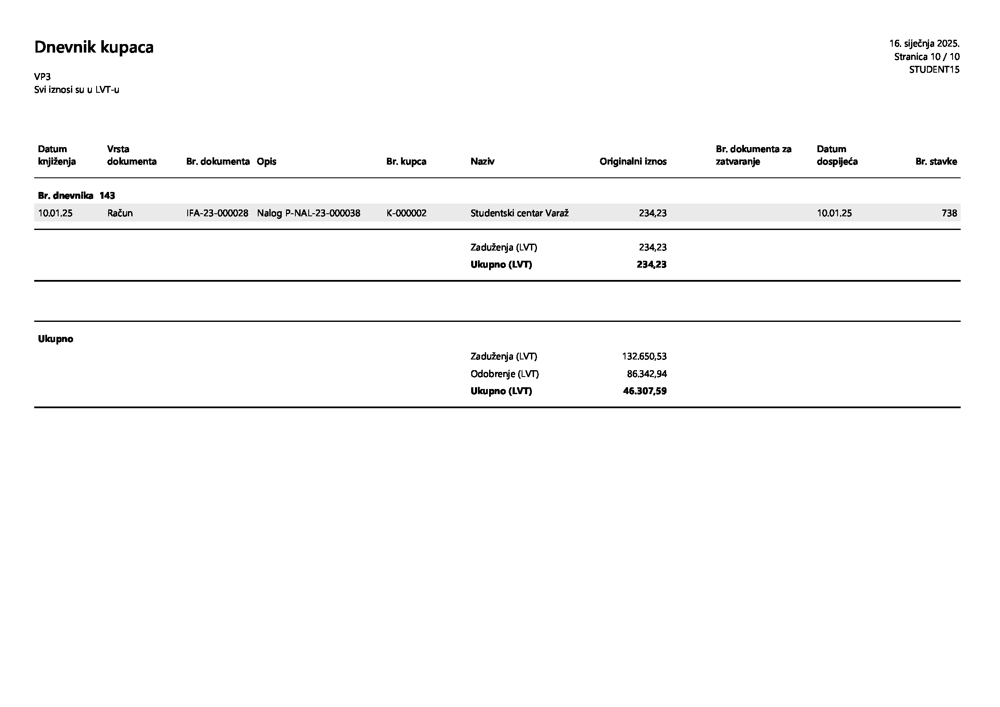 Dnevnik kupaca
16. siječnja 2025.
Stranica 10 / 10
STUDENT15
VP3
Svi iznosi su u LVT-u
Datum knjiženja Vrsta dokumenta Br. dokumenta Opis Br. kupca Naziv Originalni iznos Br. dokumenta za zatvaranje Datum dospijeća Br. stavke
Br. dnevnika 143
10.01.25 Račun IFA-23-000028 Nalog P-NAL-23-000038 K-000002 Studentski centar Varaž 234,23 10.01.25 738
Zaduženja (LVT) 234,23
Ukupno (LVT) 234,23
Ukupno
Zaduženja (LVT) 132.650,53
Odobrenje (LVT) 86.342,94
Ukupno (LVT) 46.307,59